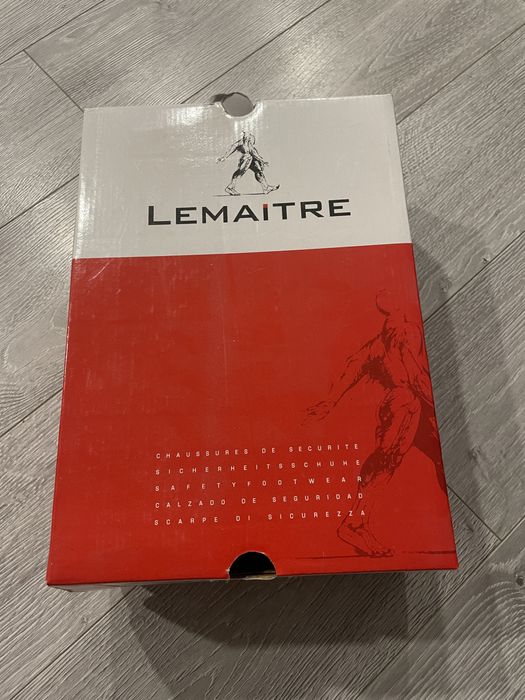 LEMAITRE
CHAUSSURES DE SECURITE
SICHERHEITSSCHUHE
SAFETYFOOTWEAR
CALZADO DE SEGURIDAD
SCARPE DI SICUREZZA